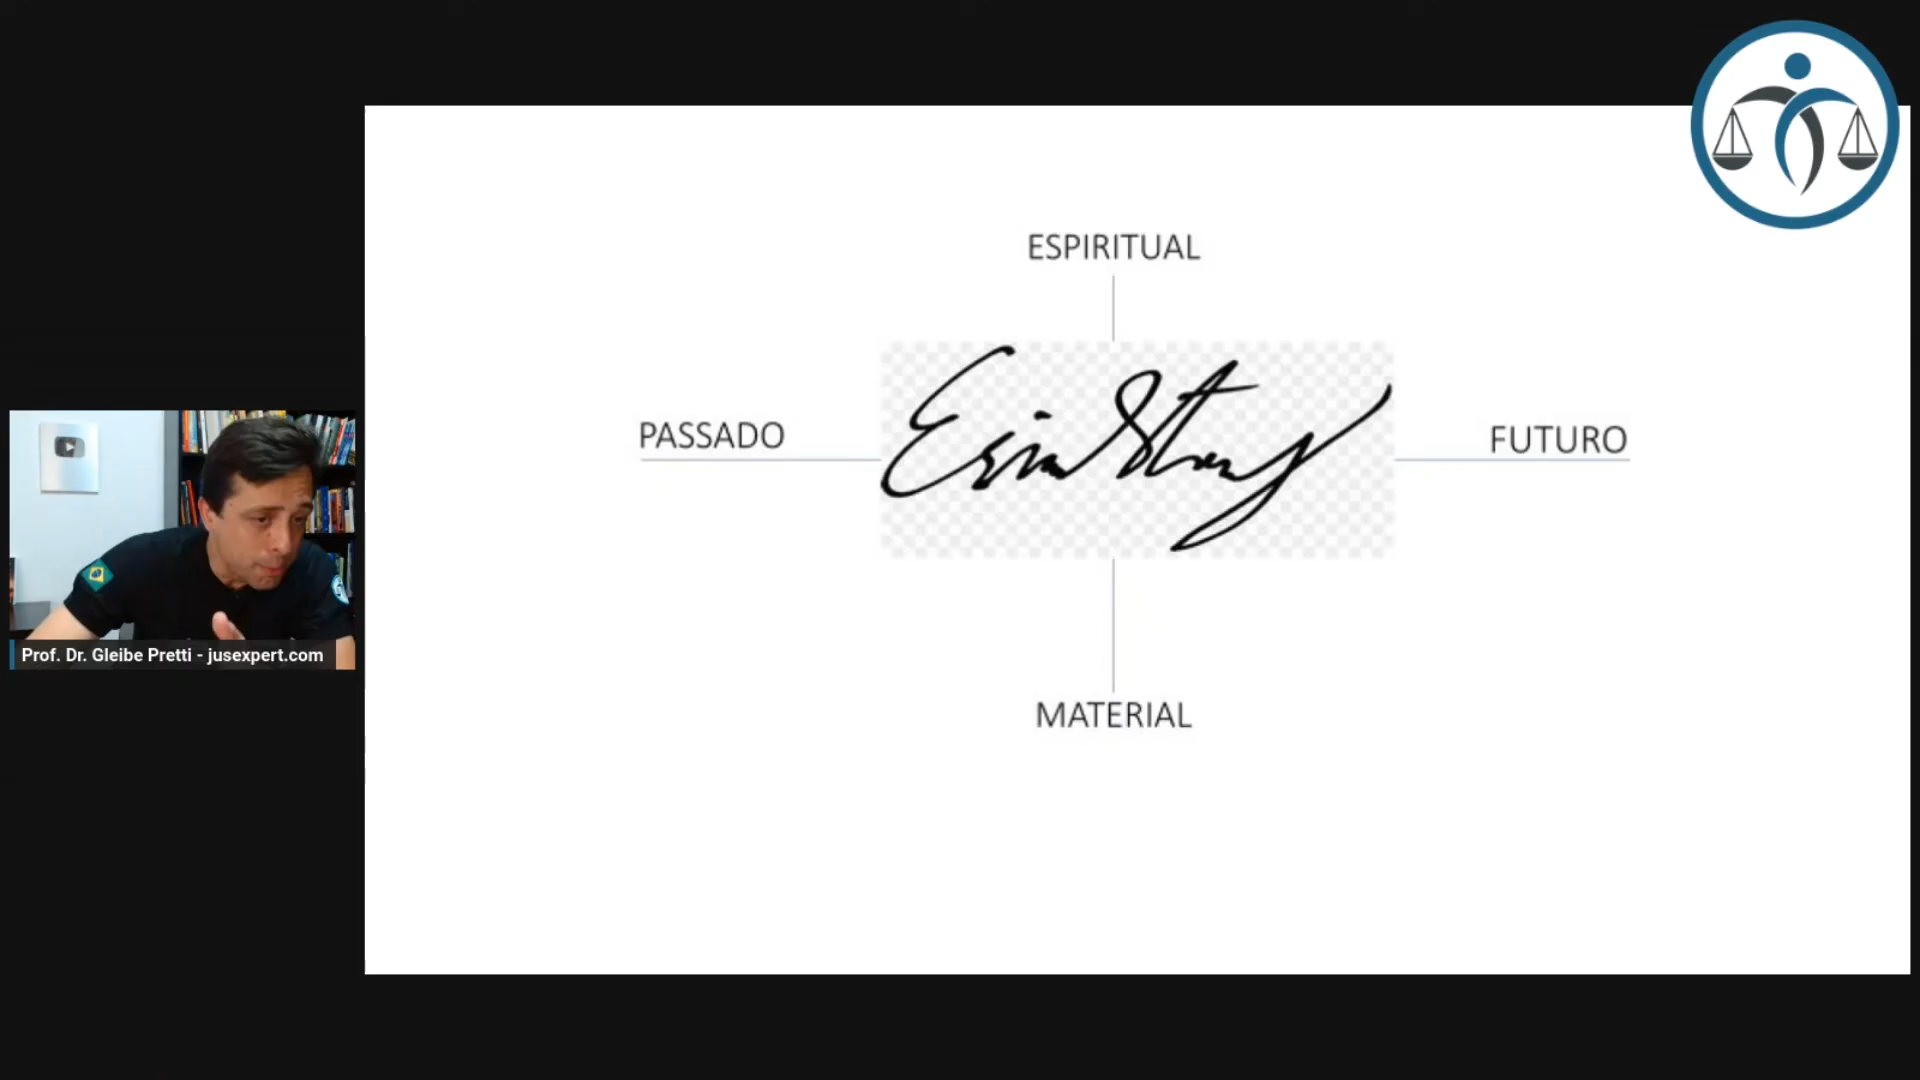 ESPIRITUAL
PASSADO
FUTURO
MATERIAL
Prof. Dr. Gleibe Pretti - jusexpert.com